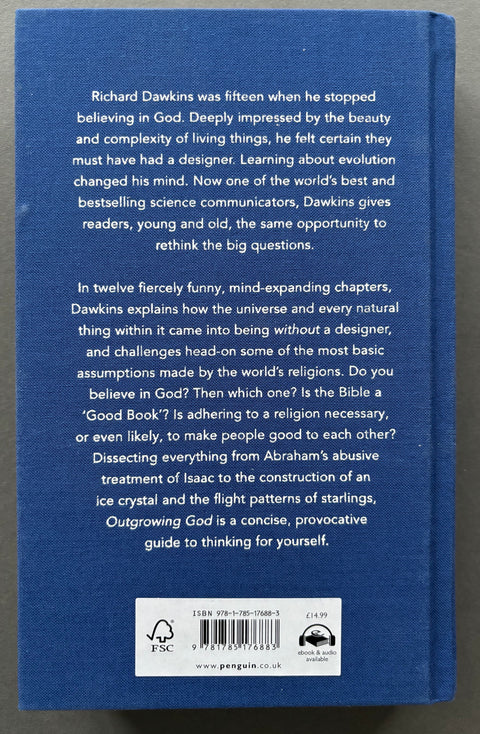 Richard Dawkins was fifteen when he stopped
believing in God. Deeply impressed by the beauty
and complexity of living things, he felt certain they
must have had a designer. Learning about evolution
changed his mind. Now one of the world's best and
bestselling science communicators, Dawkins gives
readers, young and old, the same opportunity to
rethink the big questions.
In twelve fiercely funny, mind-expanding chapters,
Dawkins explains how the universe and every natural
thing within it came into being without a designer,
and challenges head-on some of the most basic
assumptions made by the world's religions. Do you
believe in God? Then which one? Is the Bible a
‘Good Book’? Is adhering to a religion necessary,
or even likely, to make people good to each other?
Dissecting everything from Abraham's abusive
treatment of Isaac to the construction of an
ice crystal and the flight patterns of starlings,
Outgrowing God is a concise, provocative
guide to thinking for yourself.
FSC
ISBN 978-1-785-17688-3
9 781785 176883
www.penguin.co.uk
£14.99
ebook & audio
available